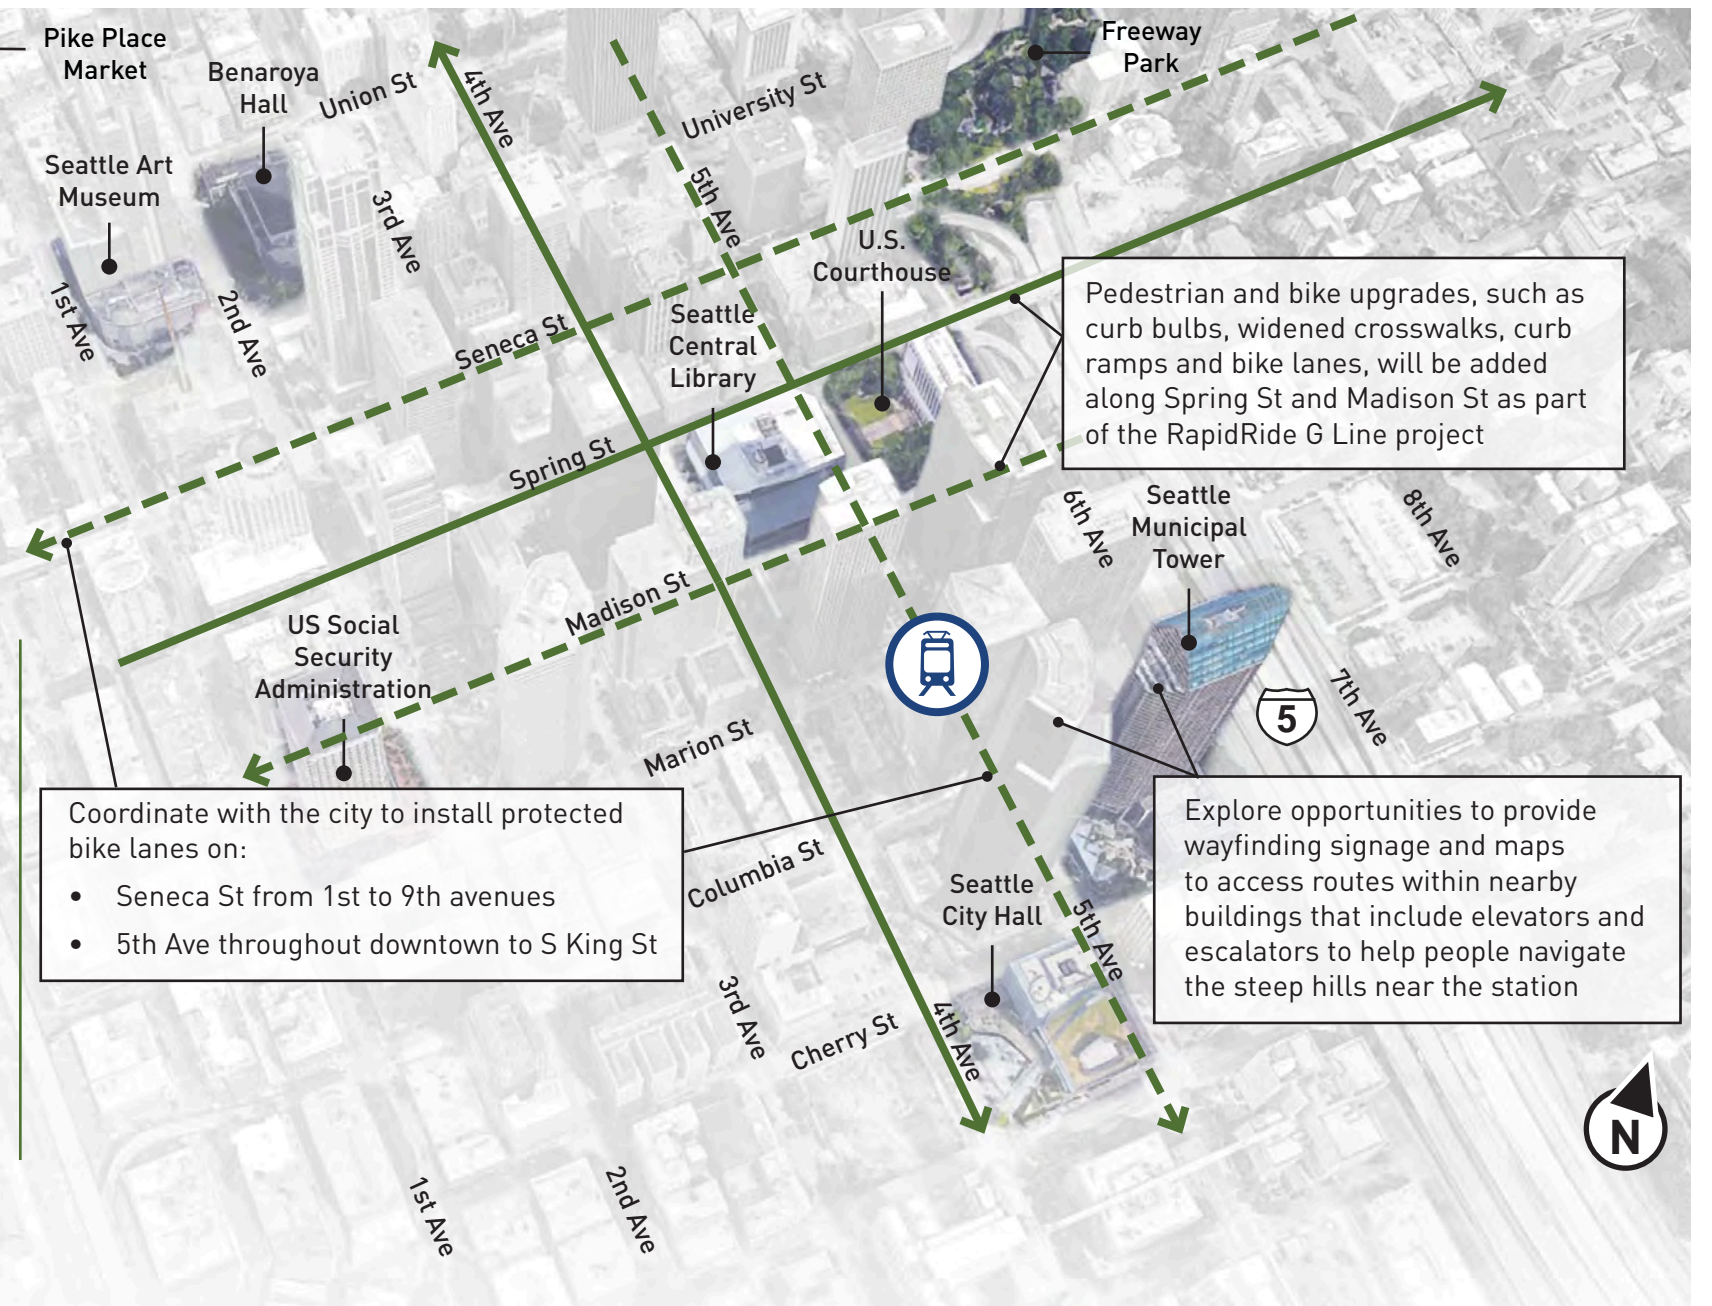 Pike Place
Market
Benaroya
Hall
Union St
4th Ave
University St
Freeway
Park
Seattle Art
Museum
3rd Ave
5th Ave
U.S.
Courthouse
1st Ave
2nd Ave
Seneca St
Seattle
Central
Library
Pedestrian and bike upgrades, such as
curb bulbs, widened crosswalks, curb
ramps and bike lanes, will be added
along Spring St and Madison St as part
of the RapidRide G Line project
Spring St
6th Ave
Seattle
Municipal
Tower
8th Ave
Madison St
US Social
Security
Administration
Marion St
5
7th Ave
Coordinate with the city to install protected
bike lanes on:
• Seneca St from 1st to 9th avenues
• 5th Ave throughout downtown to S King St
Columbia St
Explore opportunities to provide
wayfinding signage and maps
to access routes within nearby
buildings that include elevators and
escalators to help people navigate
the steep hills near the station
Seattle
City Hall
5th Ave
3rd Ave
Cherry St
4th Ave
N
1st Ave
2nd Ave